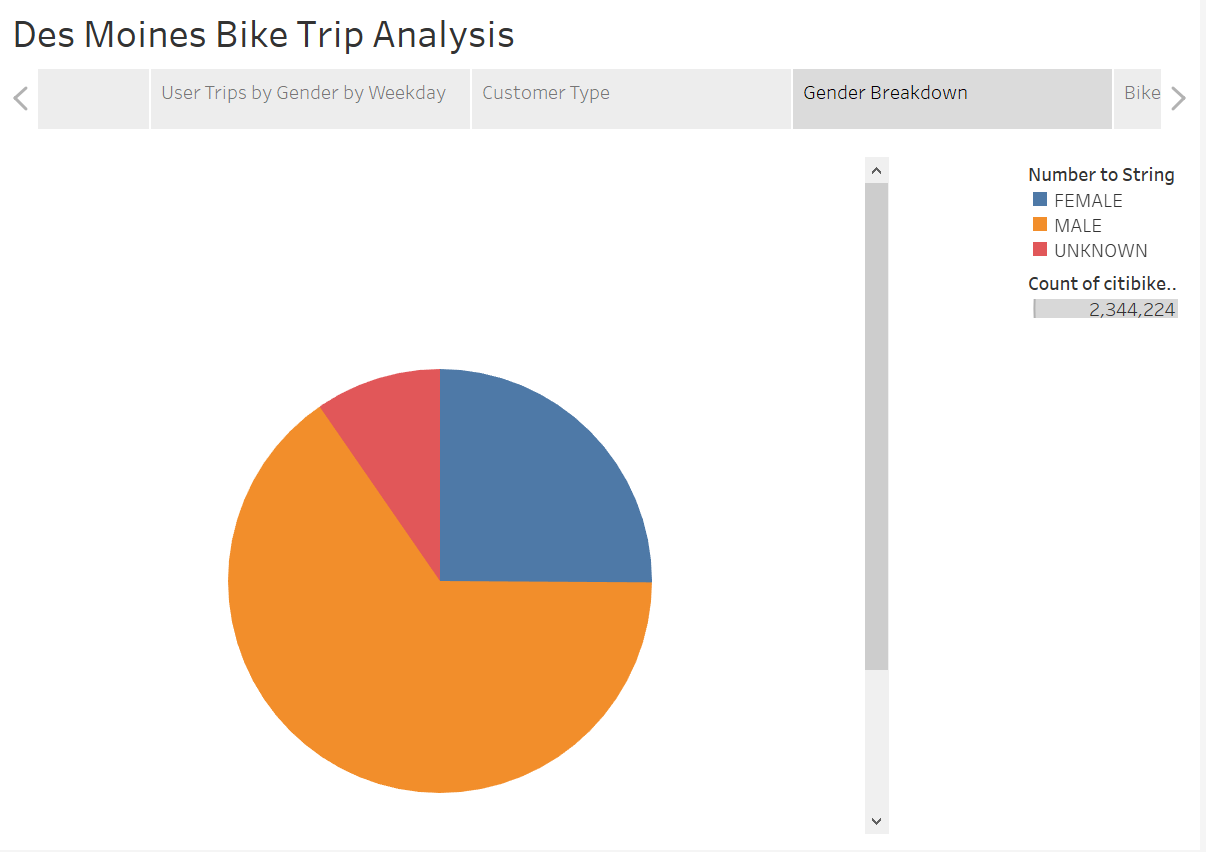 Des Moines Bike Trip Analysis
User Trips by Gender by Weekday
Customer Type
Gender Breakdown
Bike
Number to String
FEMALE
MALE
UNKNOWN
Count of citibike..
2,344,224